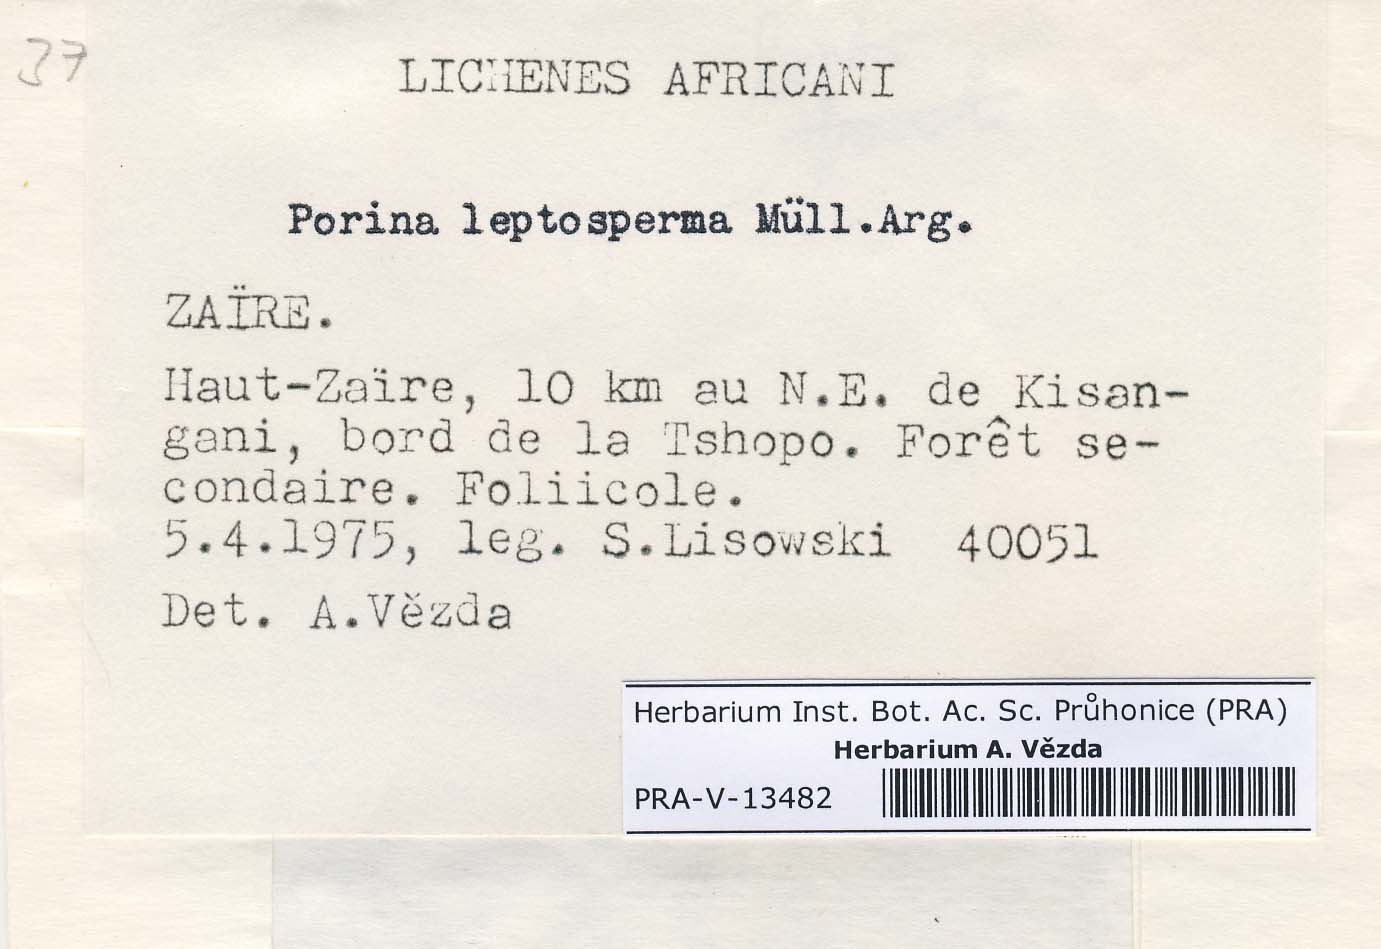 37
LICHENES AFRICANI
Porina leptosperma Müll.Arg.
ZAÏRE.
Haut-Zaïre, 10 km au N.E. de Kisan-
gani, bord de la Tshopo. Forêt se-
condaire. Foliicole.
5.4.1975, leg. S.Lisowski 40051
Det. A.Vězda
Herbarium Inst. Bot. Ac. Sc. Průhonice (PRA)
Herbarium A. Vězda
PRA-V-13482